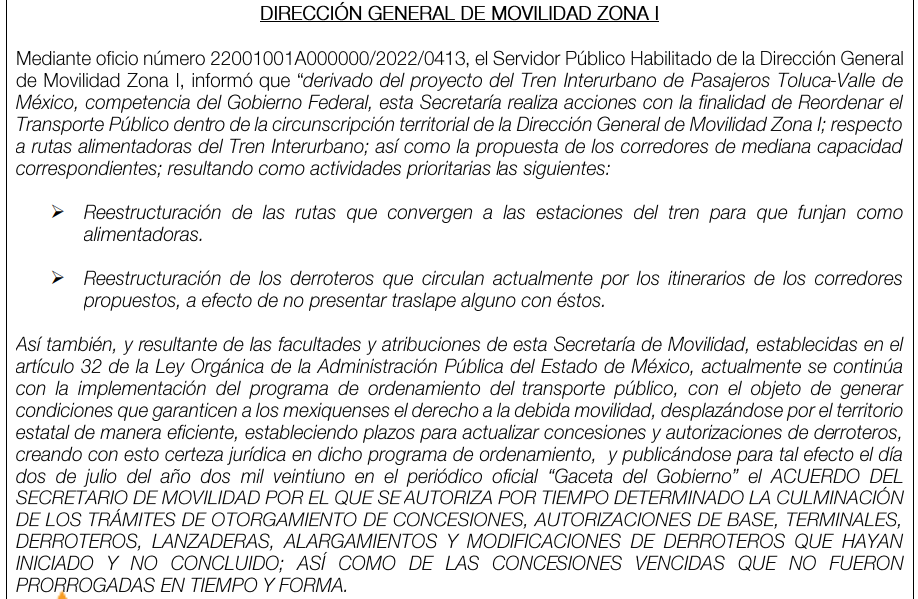 DIRECCIÓN GENERAL DE MOVILIDAD ZONA I
Mediante oficio número 22001001A000000/2022/0413, el Servidor Público Habilitado de la Dirección General
de Movilidad Zona I, informó que “derivado del proyecto del Tren Interurbano de Pasajeros Toluca-Valle de
México, competencia del Gobierno Federal, esta Secretaría realiza acciones con la finalidad de Reordenar el
Transporte Público dentro de la circunscripción territorial de la Dirección General de Movilidad Zona I; respecto
a rutas alimentadoras del Tren Interurbano; así como la propuesta de los corredores de mediana capacidad
correspondientes; resultando como actividades prioritarias las siguientes:
➢ Reestructuración de las rutas que convergen a las estaciones del tren para que funjan como
alimentadoras.
➢ Reestructuración de los derroteros que circulan actualmente por los itinerarios de los corredores
propuestos, a efecto de no presentar traslape alguno con éstos.
Así también, y resultante de las facultades y atribuciones de esta Secretaría de Movilidad, establecidas en el
artículo 32 de la Ley Orgánica de la Administración Pública del Estado de México, actualmente se continúa
con la implementación del programa de ordenamiento del transporte público, con el objeto de generar
condiciones que garanticen a los mexiquenses el derecho a la debida movilidad, desplazándose por el territorio
estatal de manera eficiente, estableciendo plazos para actualizar concesiones y autorizaciones de derroteros,
creando con esto certeza jurídica en dicho programa de ordenamiento, y publicándose para tal efecto el día
dos de julio del año dos mil veintiuno en el periódico oficial “Gaceta del Gobierno” el ACUERDO DEL
SECRETARIO DE MOVILIDAD POR EL QUE SE AUTORIZA POR TIEMPO DETERMINADO LA CULMINACIÓN
DE LOS TRÁMITES DE OTORGAMIENTO DE CONCESIONES, AUTORIZACIONES DE BASE, TERMINALES,
DERROTEROS, LANZADERAS, ALARGAMIENTOS Y MODIFICACIONES DE DERROTEROS QUE HAYAN
INICIADO Y NO CONCLUIDO; ASÍ COMO DE LAS CONCESIONES VENCIDAS QUE NO FUERON
PRORROGADAS EN TIEMPO Y FORMA.